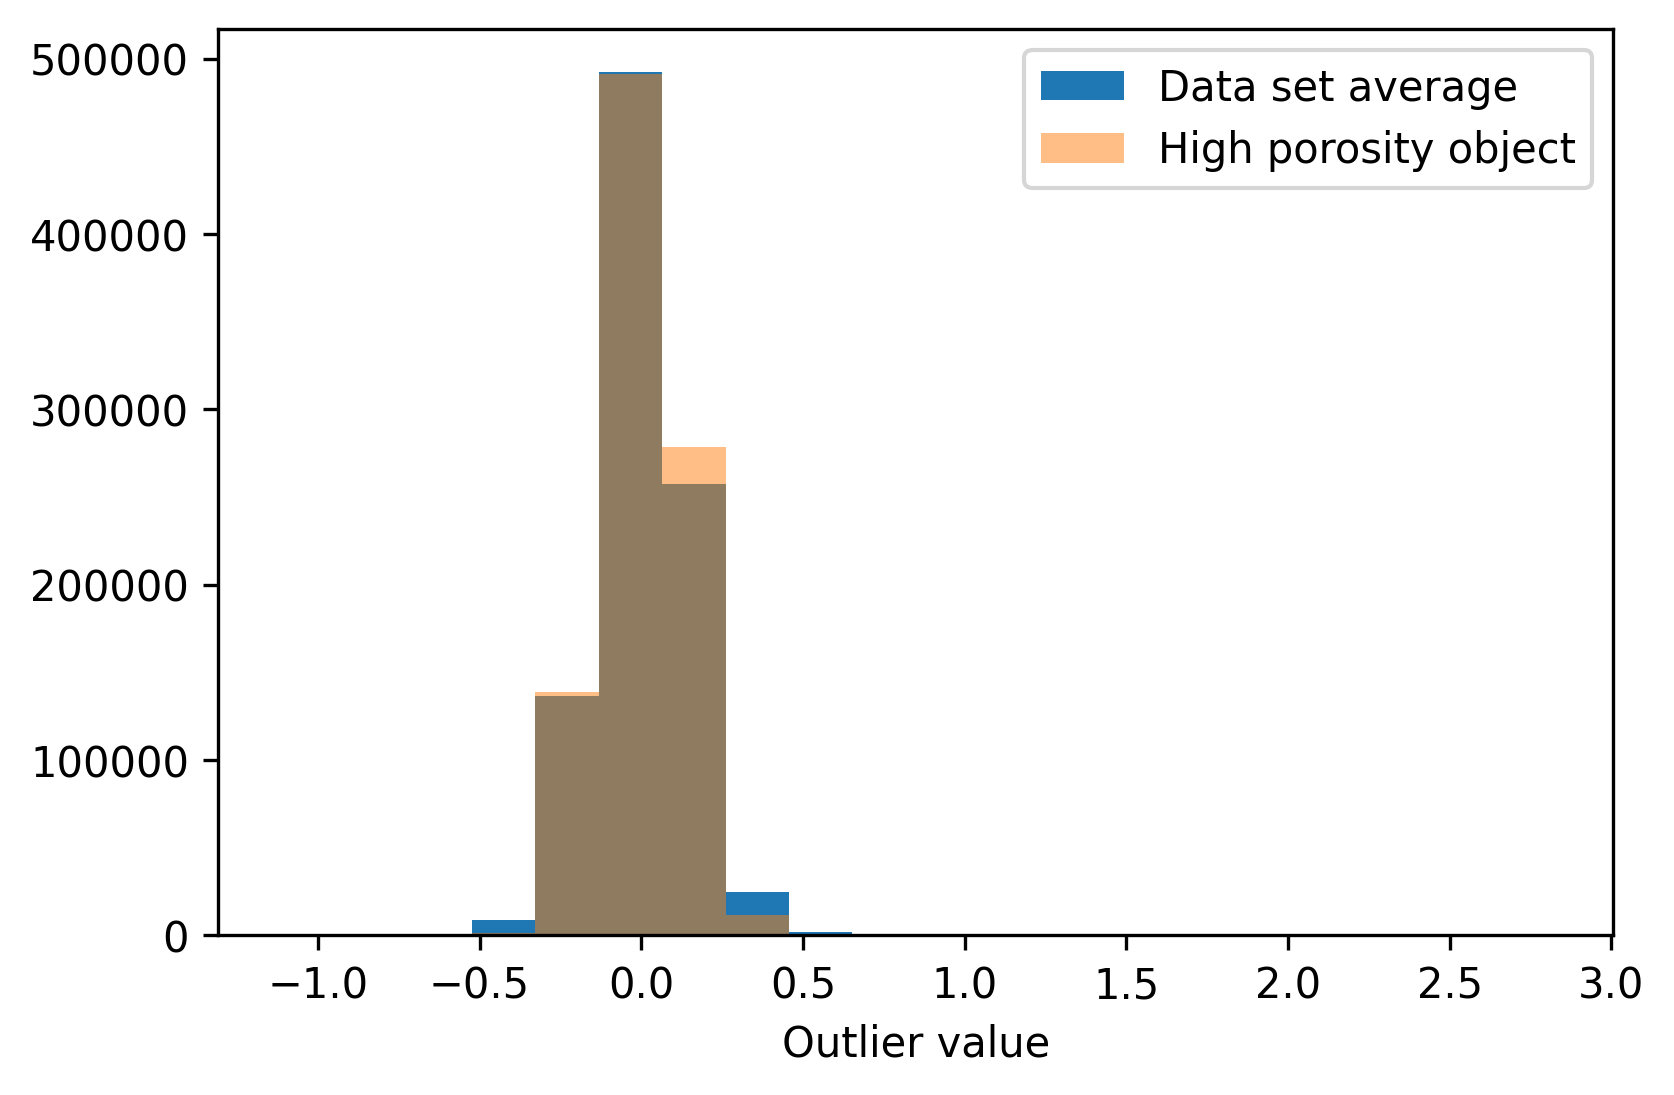 500000
400000
300000
200000
100000
0
−1.0 −0.5 0.0 0.5 1.0 1.5 2.0 2.5 3.0
Outlier value
Data set average
High porosity object